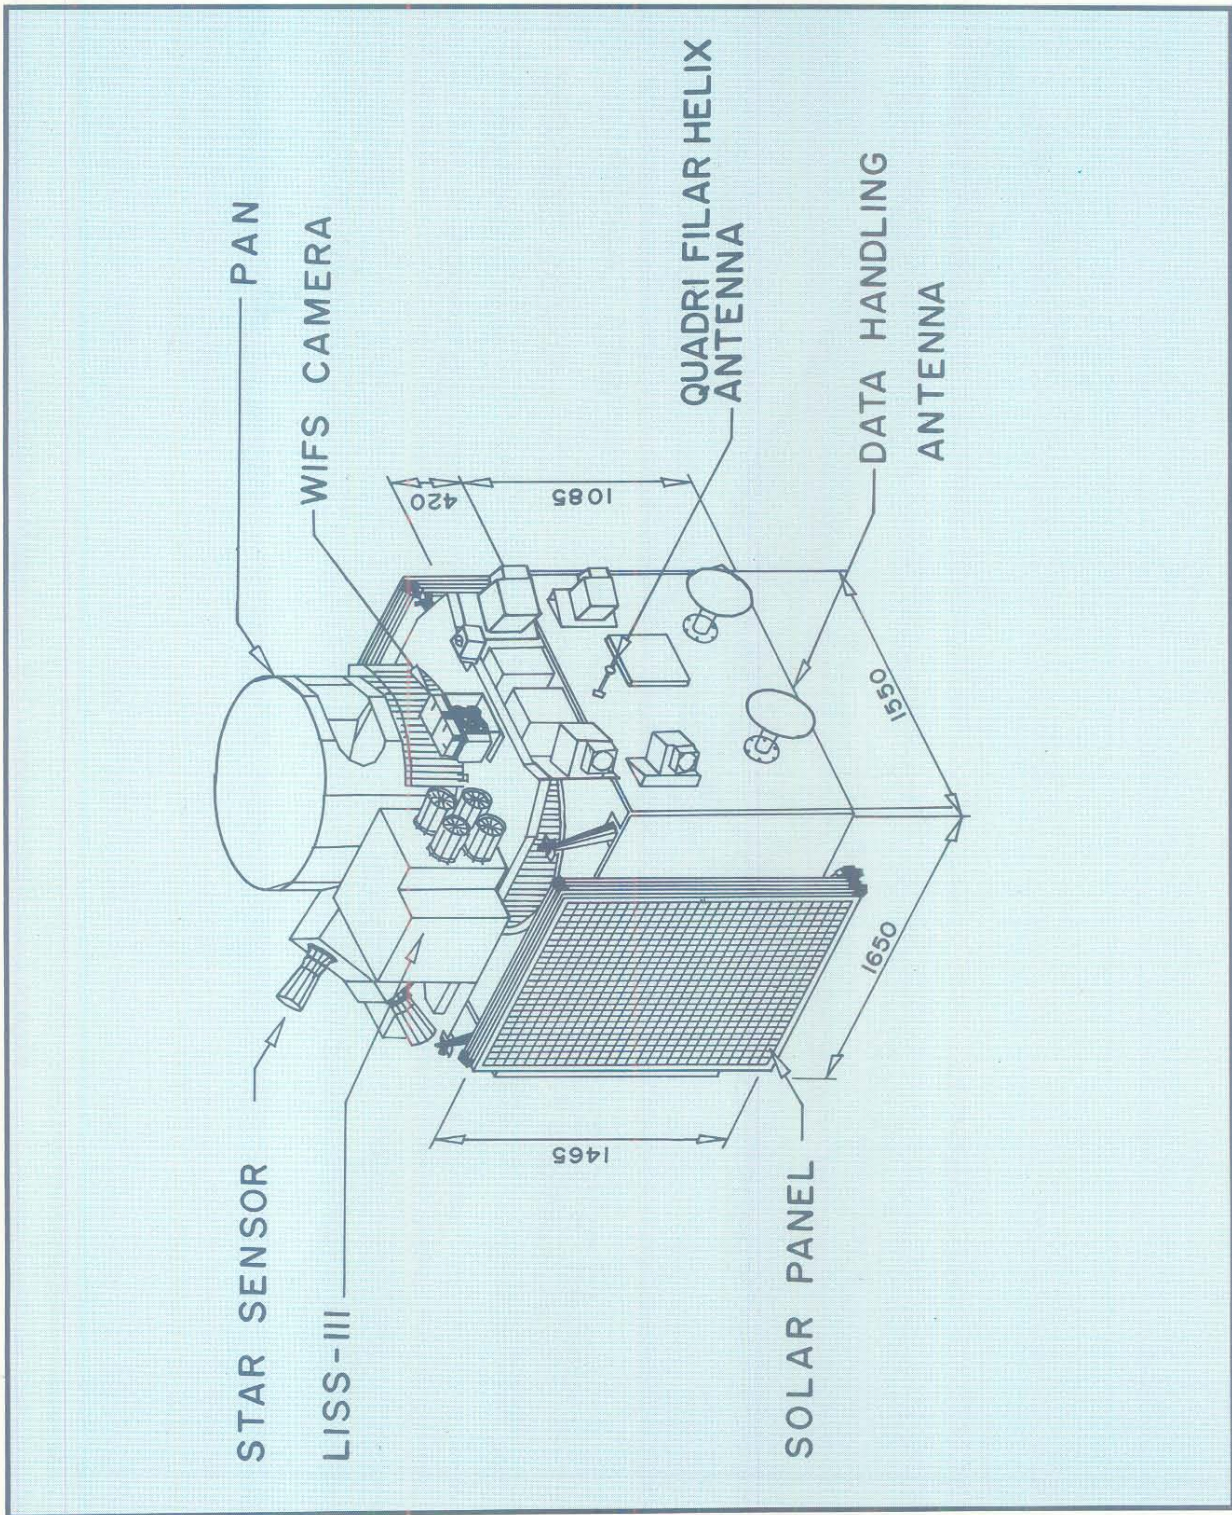 STAR SENSOR
LISS-III
PAN
WIFS CAMERA
420
1085
QUADRI FILAR HELIX
ANTENNA
DATA HANDLING
ANTENNA
1550
1650
1465
SOLAR PANEL